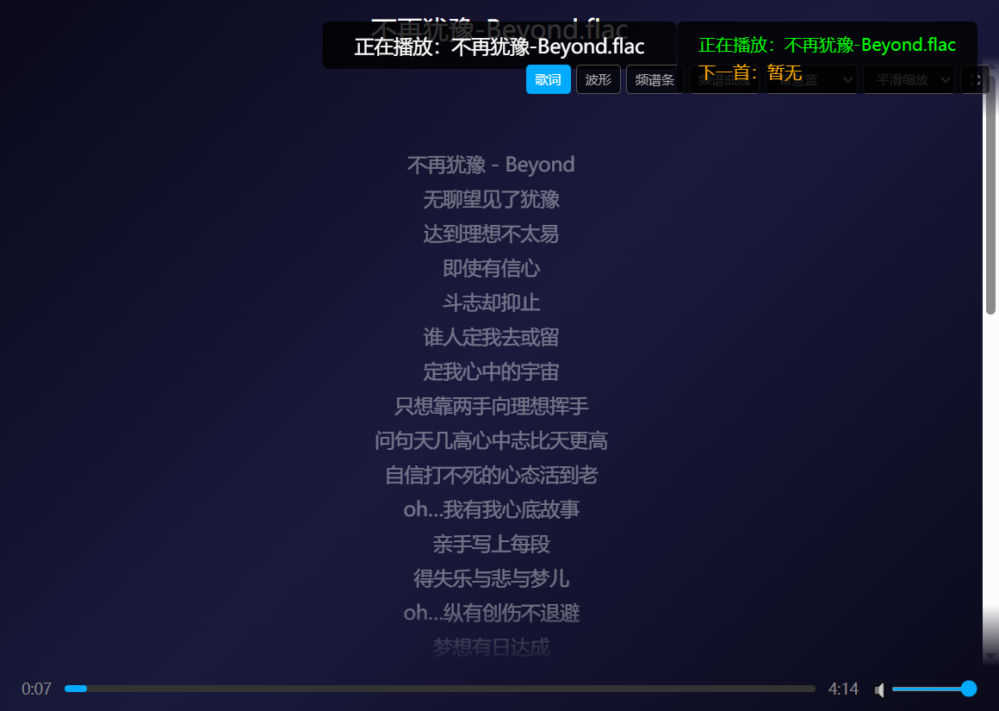 不再犹豫-Beyond.flac
正在播放：不再犹豫-Beyond.flac
正在播放：不再犹豫-Beyond.flac
下一首：暂无
歌词 波形 频谱条 频谱曲线 平滑缩放
不再犹豫 - Beyond
无聊望见了犹豫
达到理想不太易
即使有信心
斗志却抑止
谁人定我去或留
定我心中的宇宙
只想靠两手向理想挥手
问句天几高心中志比天更高
自信打不死的心态活到老
oh...我有我心底故事
亲手写上每段
得失乐与悲与梦儿
oh...纵有创伤不退避
梦想有日达成
0:07 4:14